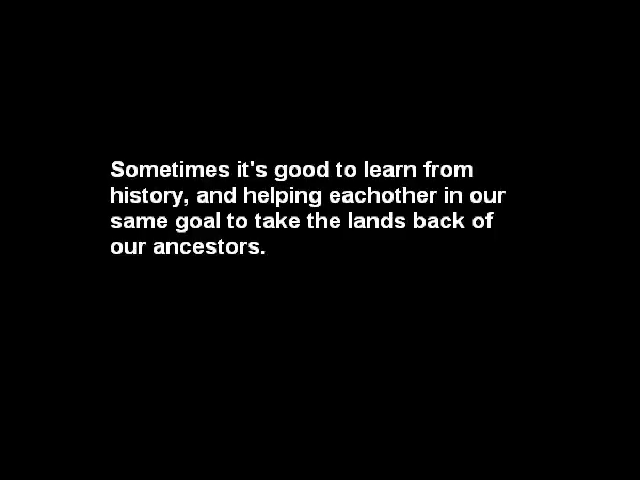 Sometimes it's good to learn from
history, and helping eachother in our
same goal to take the lands back of
our ancestors.